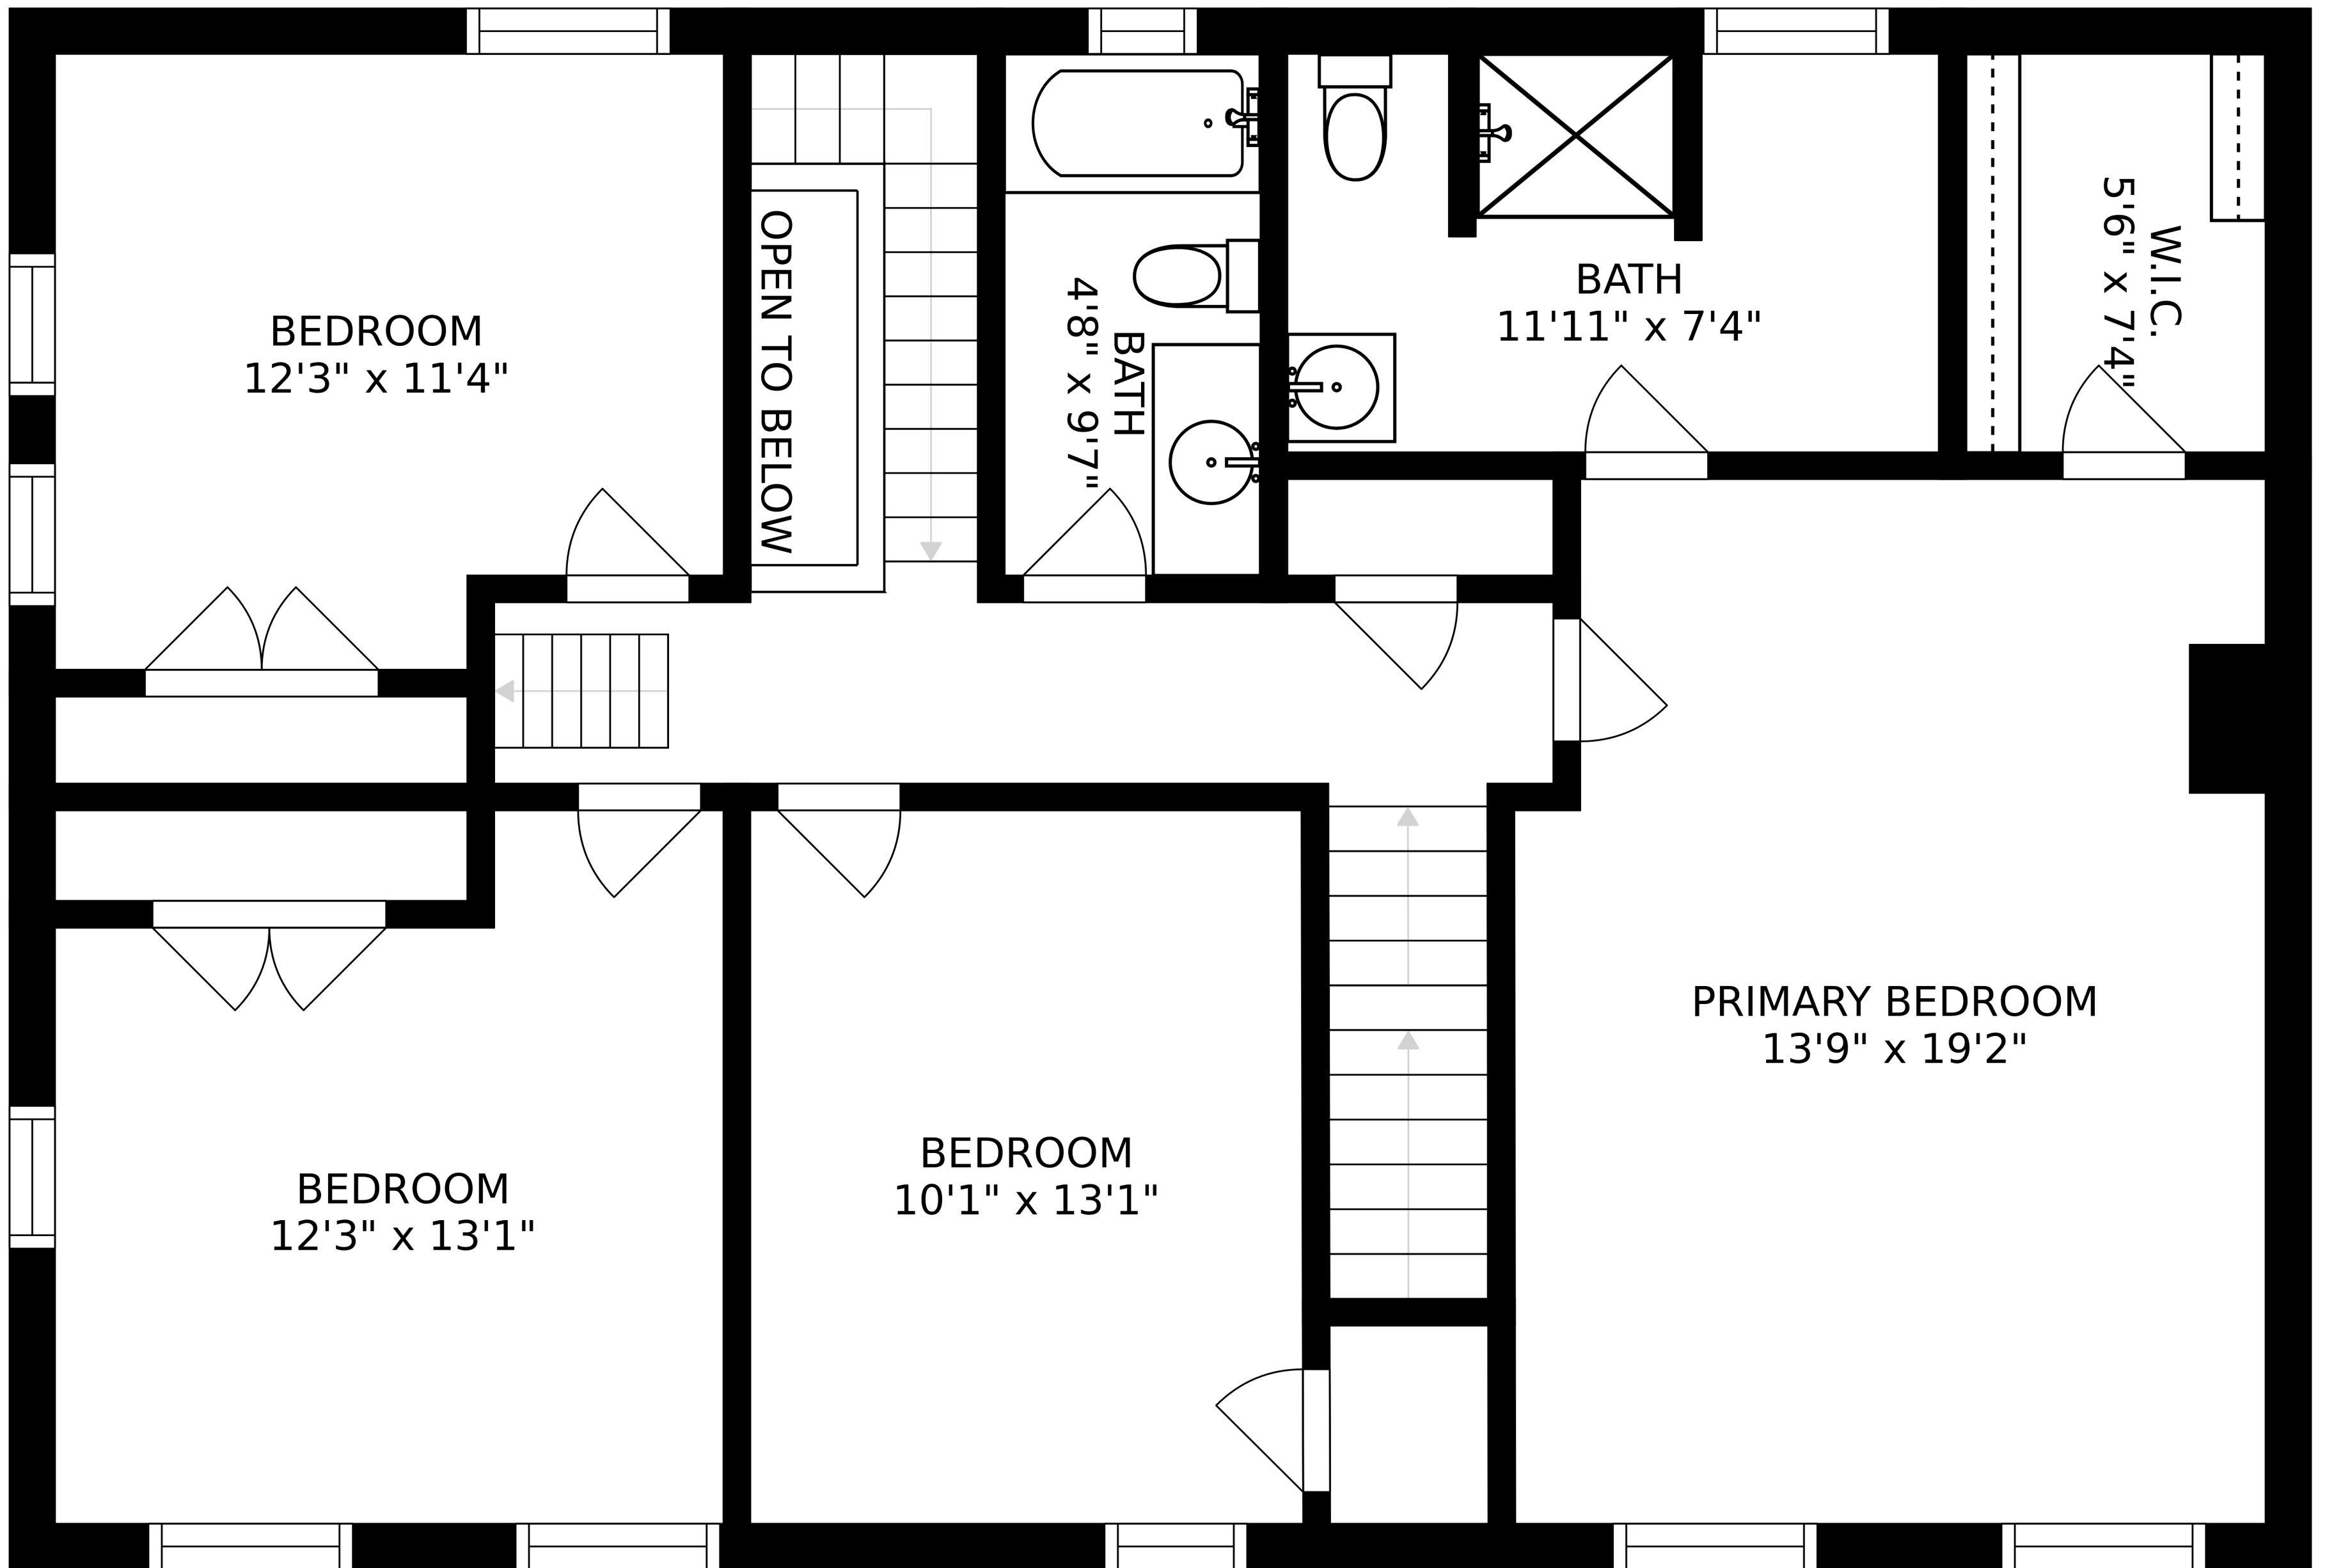 BEDROOM
12'3" x 11'4"
OPEN TO BELOW
BATH
4'8" x 9'7"
BATH
11'11" x 7'4"
W.I.C.
5'6" x 7'4"
PRIMARY BEDROOM
13'9" x 19'2"
BEDROOM
12'3" x 13'1"
BEDROOM
10'1" x 13'1"